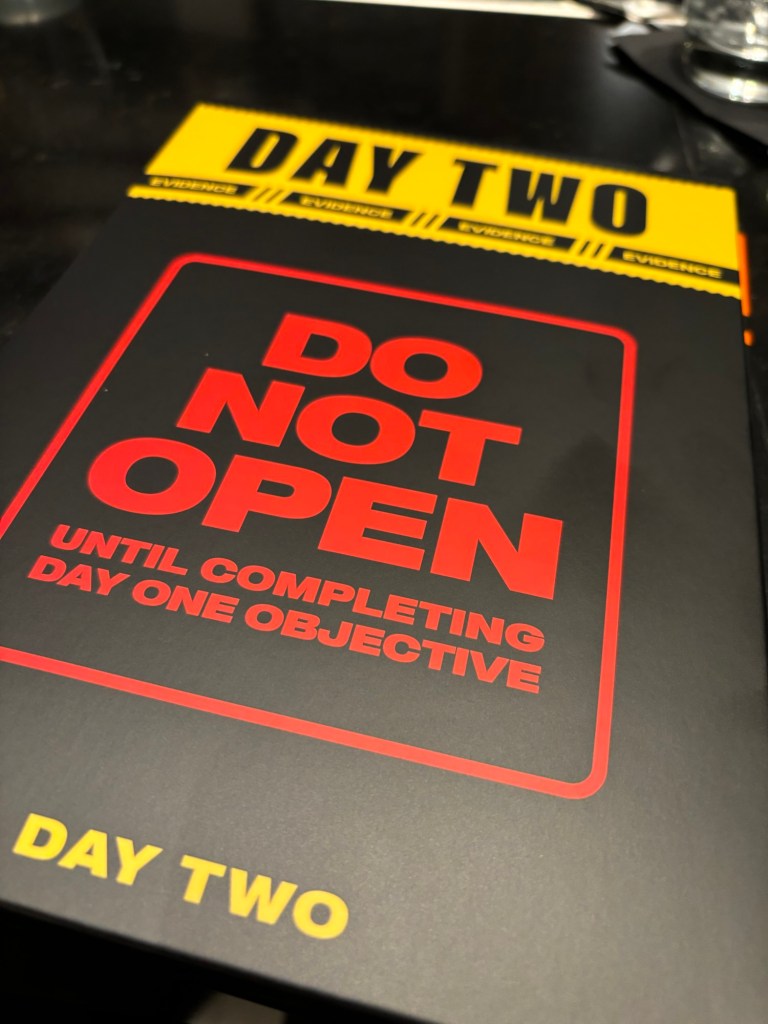 DAY TWO
EVIDENCE /// EVIDENCE /// EVIDENCE /// EVIDENCE
DO
NOT
OPEN
UNTIL COMPLETING
DAY ONE OBJECTIVE
DAY TWO